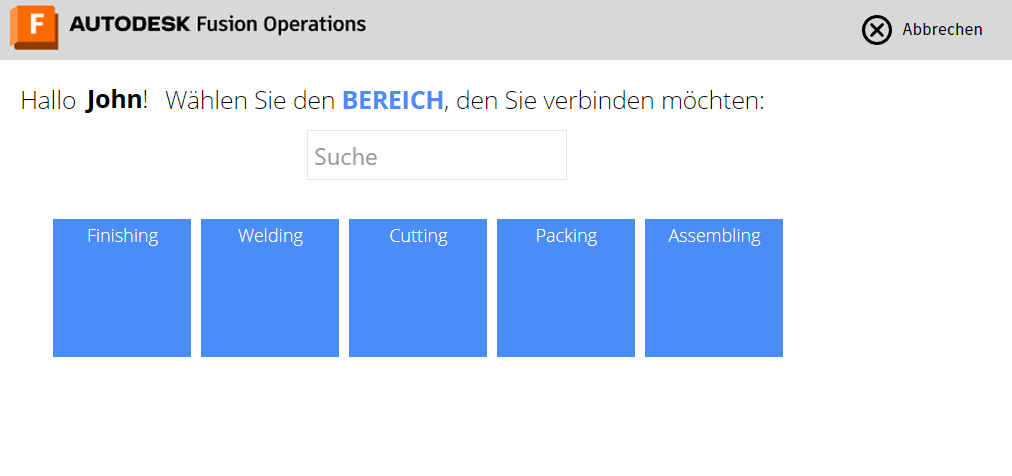 F AUTODESK Fusion Operations Abbrechen
Hallo John! Wählen Sie den BEREICH, den Sie verbinden möchten:
Suche
Finishing Welding Cutting Packing Assembling